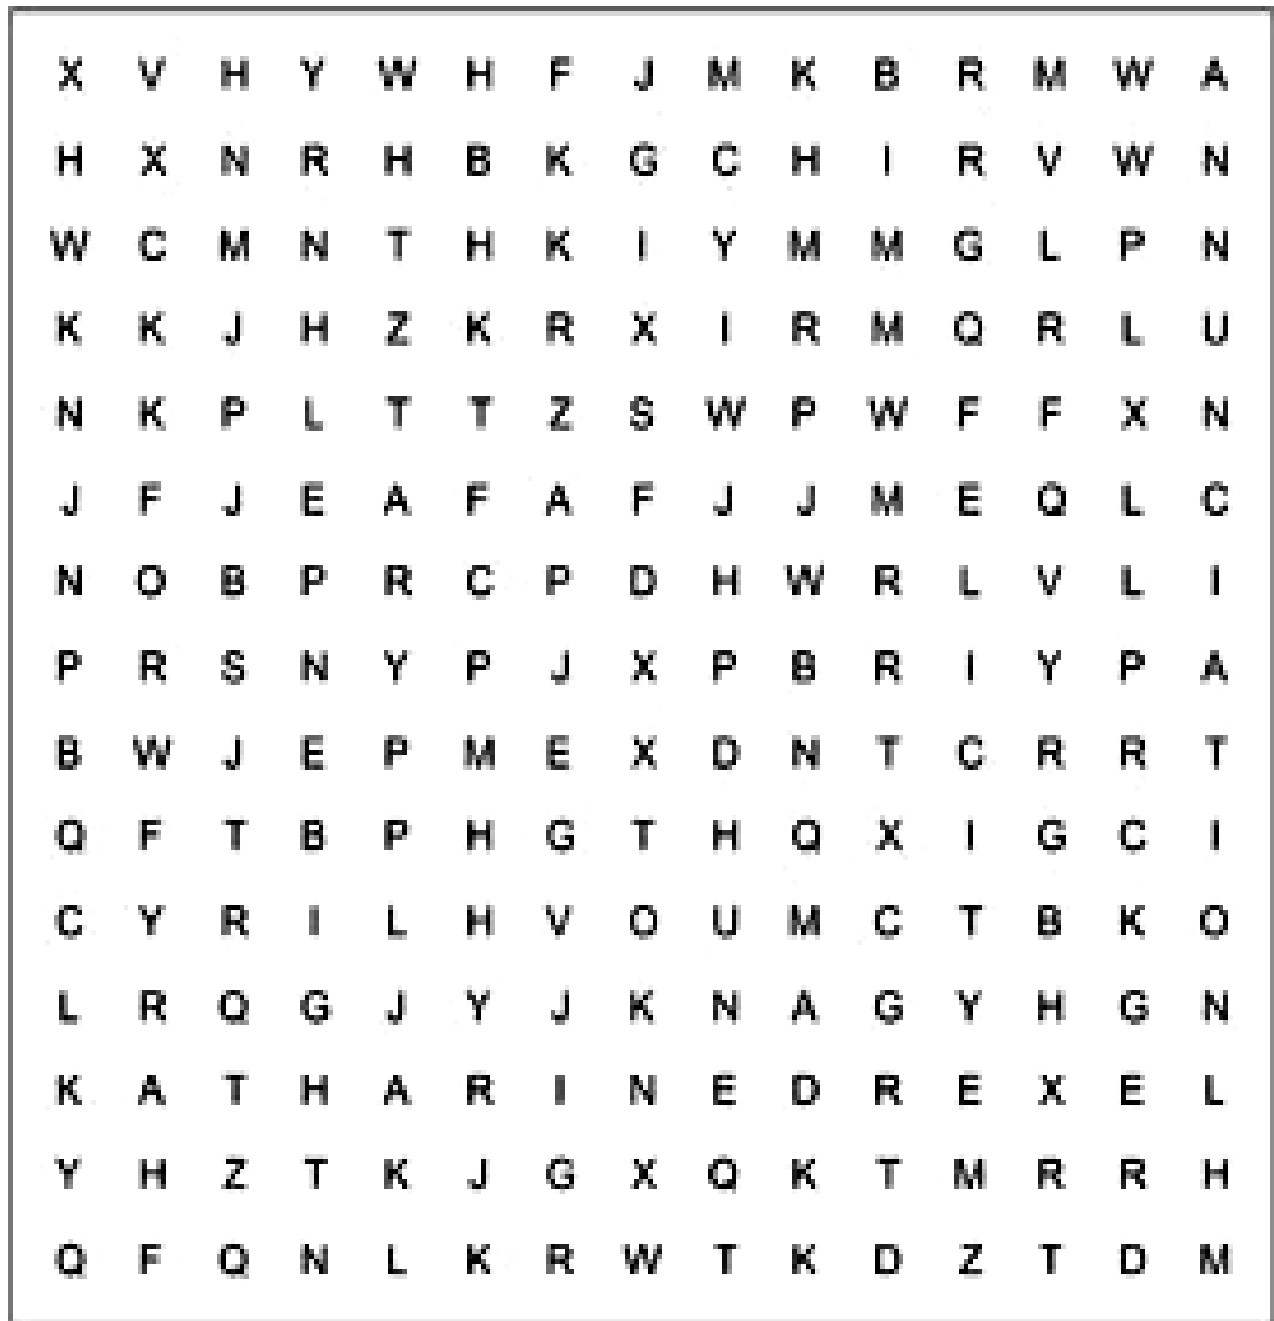 X V H Y W H F J M K B R M W A
H X N R H B K G C H I R V W N
W C M N T H K I Y M M G L P N
K K J H Z K R X I R M Q R L U
N K P L T T Z S W P W F F X N
J F J E A F A F J J M E Q L C
N O B P R C P D H W R L V L I
P R S N Y P J X P B R I Y P A
B W J E P M E X D N T C R R T
Q F T B P H G T H Q X I G C I
C Y R I L H V O U M C T B K O
L R Q G J Y J K N A G Y H G N
K A T H A R I N E D R E X E L
Y H Z T K J G X Q K T M R R H
Q F Q N L K R W T K D Z T D M